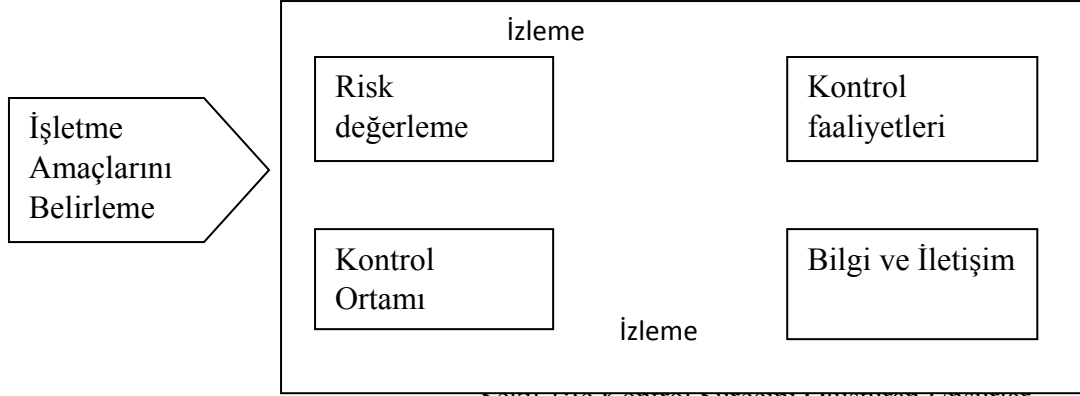 İzleme
Risk
değerleme
Kontrol
faaliyetleri
İşletme
Amaçlarını
Belirleme
Kontrol
Ortamı
Bilgi ve İletişim
İzleme